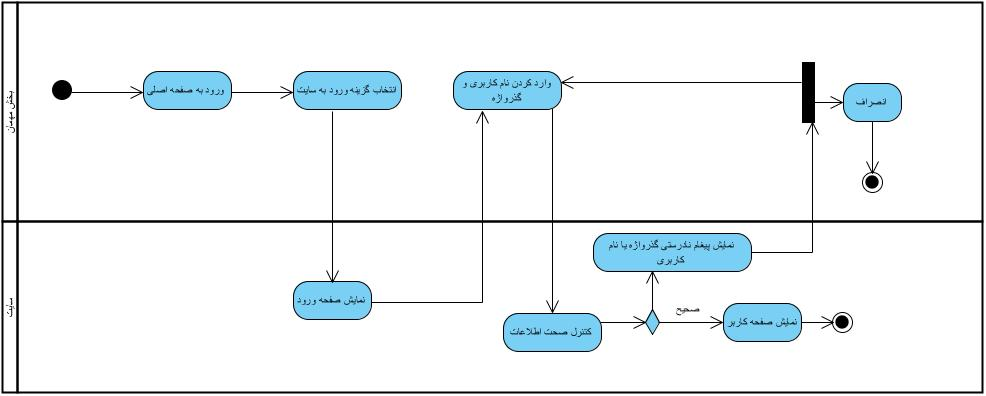 بخش مهمان
ورود به صفحه اصلی
انتخاب گزینه ورود به سایت
وارد کردن نام کاربری و
گذرواژه
انصراف
سایت
نمایش صفحه ورود
نمایش پیغام نادرستی گذرواژه یا نام
کاربری
کنترل صحت اطلاعات
صحیح
نمایش صفحه کاربر